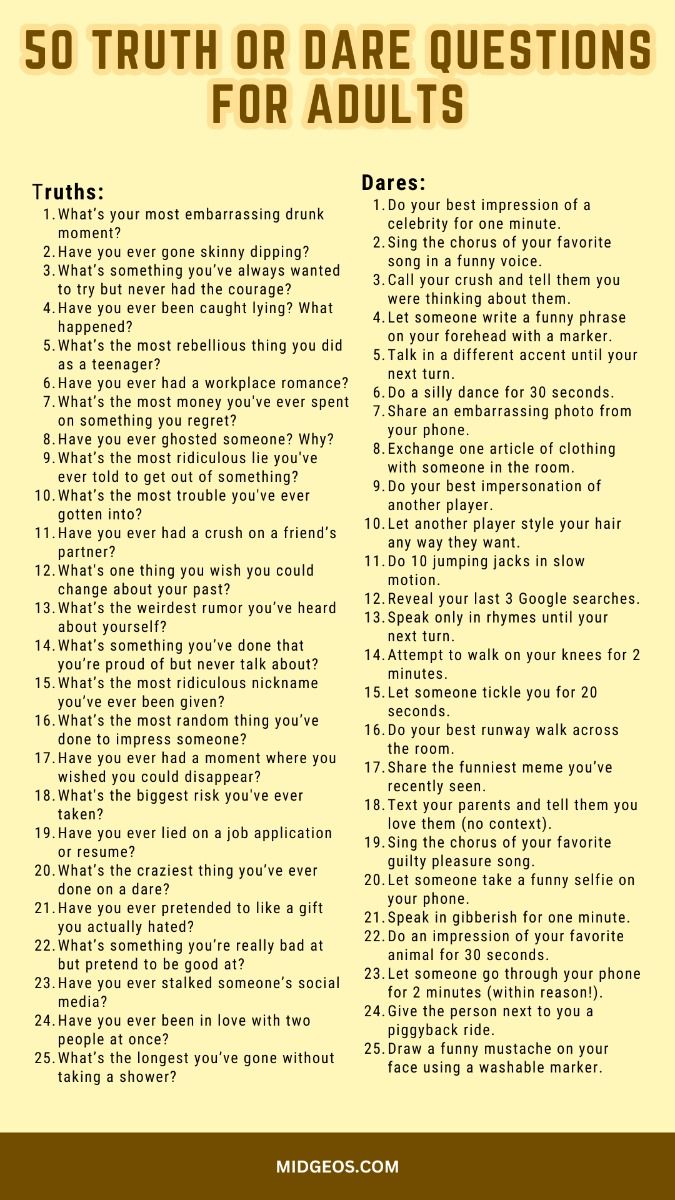 50 TRUTH OR DARE QUESTIONS
FOR ADULTS
Truths:
1. What's your most embarrassing drunk
moment?
2. Have you ever gone skinny dipping?
3. What's something you've always wanted
to try but never had the courage?
4. Have you ever been caught lying? What
happened?
5. What's the most rebellious thing you did
as a teenager?
6. Have you ever had a workplace romance?
7. What's the most money you've ever spent
on something you regret?
8. Have you ever ghosted someone? Why?
9. What's the most ridiculous lie you've
ever told to get out of something?
10. What's the most trouble you've ever
gotten into?
11. Have you ever had a crush on a friend's
partner?
12. What's one thing you wish you could
change about your past?
13. What's the weirdest rumor you've heard
about yourself?
14. What's something you've done that
you're proud of but never talk about?
15. What's the most ridiculous nickname
you've ever been given?
16. What's the most random thing you've
done to impress someone?
17. Have you ever had a moment where you
wished you could disappear?
18. What's the biggest risk you've ever
taken?
19. Have you ever lied on a job application
or resume?
20. What's the craziest thing you've ever
done on a dare?
21. Have you ever pretended to like a gift
you actually hated?
22. What's something you're really bad at
but pretend to be good at?
23. Have you ever stalked someone's social
media?
24. Have you ever been in love with two
people at once?
25. What's the longest you've gone without
taking a shower?
Dares:
1. Do your best impression of a
celebrity for one minute.
2. Sing the chorus of your favorite
song in a funny voice.
3. Call your crush and tell them you
were thinking about them.
4. Let someone write a funny phrase
on your forehead with a marker.
5. Talk in a different accent until your
next turn.
6. Do a silly dance for 30 seconds.
7. Share an embarrassing photo from
your phone.
8. Exchange one article of clothing
with someone in the room.
9. Do your best impersonation of
another player.
10. Let another player style your hair
any way they want.
11. Do 10 jumping jacks in slow
motion.
12. Reveal your last 3 Google searches.
13. Speak only in rhymes until your
next turn.
14. Attempt to walk on your knees for 2
minutes.
15. Let someone tickle you for 20
seconds.
16. Do your best runway walk across
the room.
17. Share the funniest meme you've
recently seen.
18. Text your parents and tell them you
love them (no context).
19. Sing the chorus of your favorite
guilty pleasure song.
20. Let someone take a funny selfie on
your phone.
21. Speak in gibberish for one minute.
22. Do an impression of your favorite
animal for 30 seconds.
23. Let someone go through your phone
for 2 minutes (within reason!).
24. Give the person next to you a
piggyback ride.
25. Draw a funny mustache on your
face using a washable marker.
MIDGEOS.COM